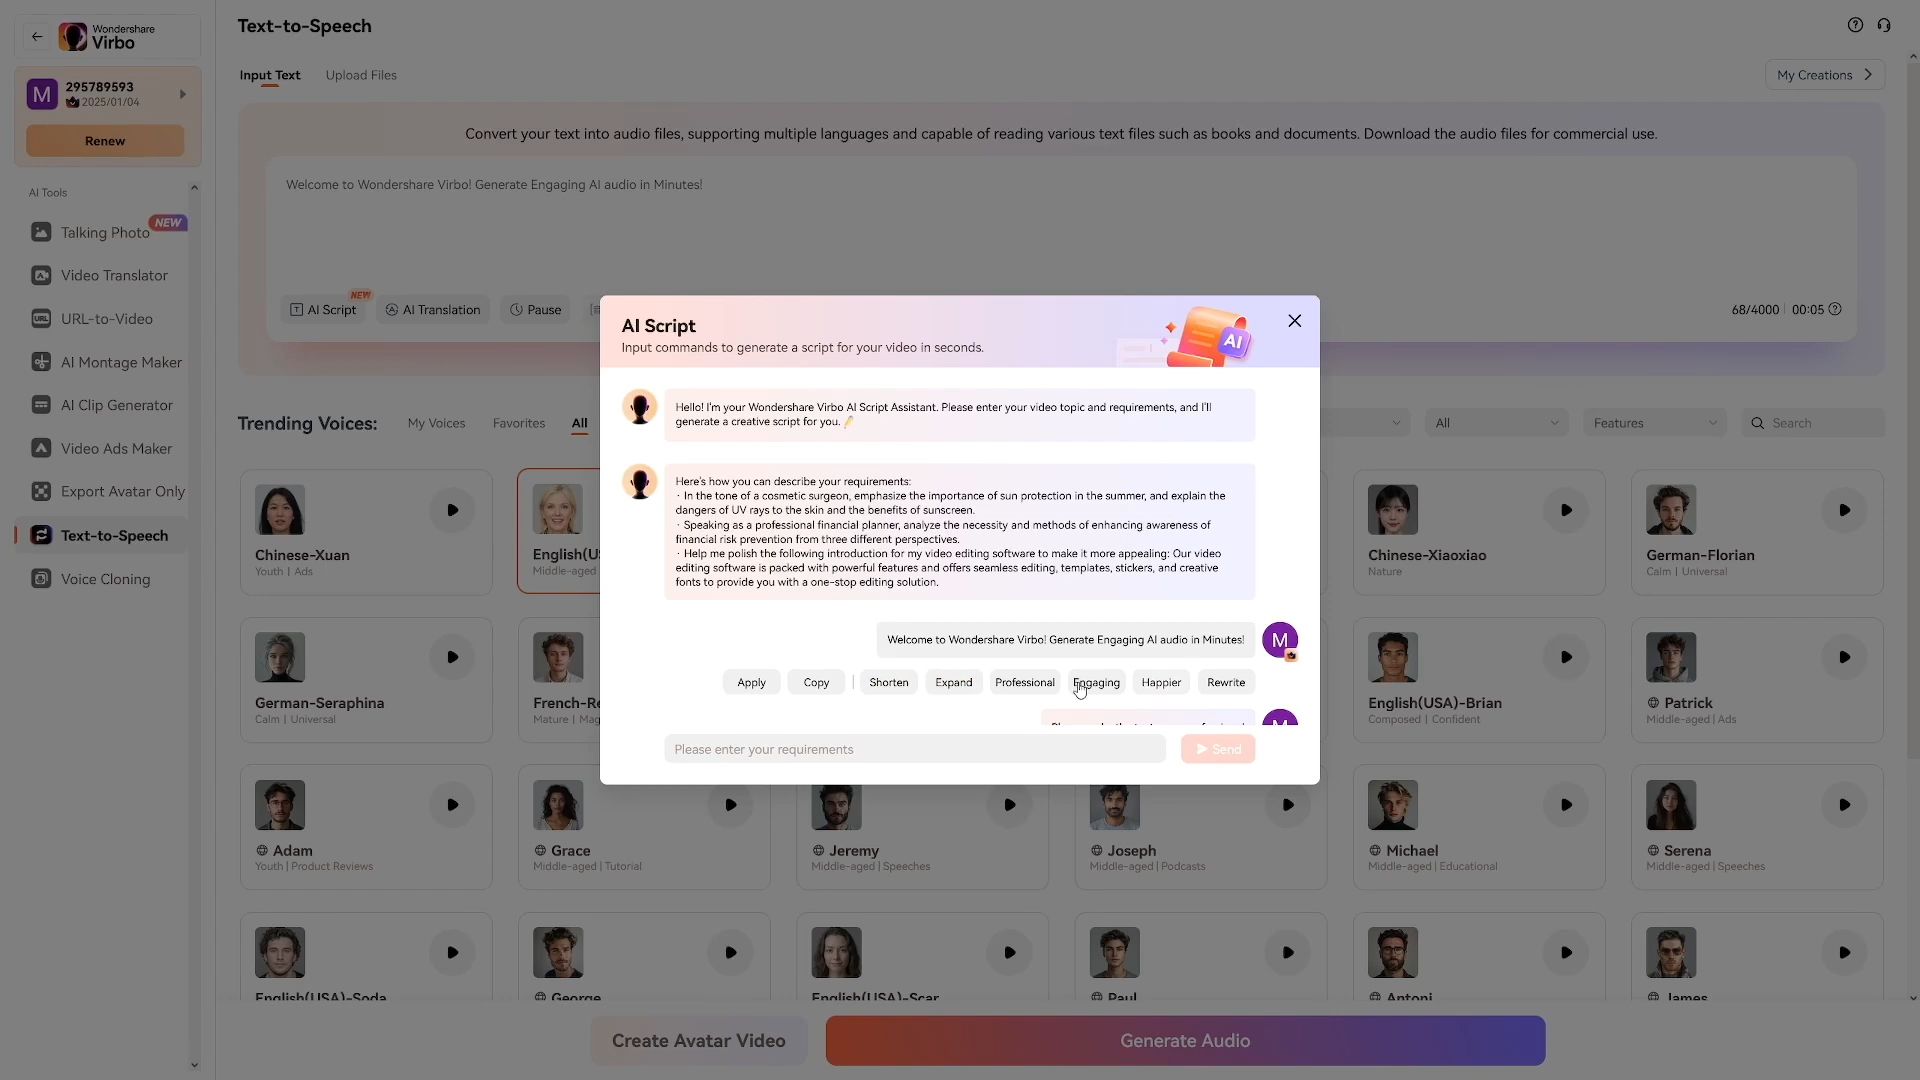 Wondershare
Virbo
295789593
2025/01/04
Renew
AI Tools
Talking Photo
NEW
Video Translator
URL-to-Video
AI Montage Maker
AI Clip Generator
Video Ads Maker
Export Avatar Only
Text-to-Speech
Voice Cloning
Text-to-Speech
Input Text
Upload Files
My Creations
Convert your text into audio files, supporting multiple languages and capable of reading various text files such as books and documents. Download the audio files for commercial use.
Welcome to Wondershare Virbo! Generate Engaging AI audio in Minutes!
AI Script
NEW
AI Translation
Pause
68/4000
00:05
Trending Voices:
My Voices
Favorites
All
All
Features
Search
AI Script
Input commands to generate a script for your video in seconds.
AI
Hello! I'm your Wondershare Virbo AI Script Assistant. Please enter your video topic and requirements, and I'll
generate a creative script for you.
Here's how you can describe your requirements:
· In the tone of a cosmetic surgeon, emphasize the importance of sun protection in the summer, and explain the
dangers of UV rays to the skin and the benefits of sunscreen.
· Speaking as a professional financial planner, analyze the necessity and methods of enhancing awareness of
financial risk prevention from three different perspectives.
· Help me polish the following introduction for my video editing software to make it more appealing: Our video
editing software is packed with powerful features and offers seamless editing, templates, stickers, and creative
fonts to provide you with a one-stop editing solution.
Welcome to Wondershare Virbo! Generate Engaging AI audio in Minutes!
M
Apply
Copy
Shorten
Expand
Professional
Engaging
Happier
Rewrite
Please enter your requirements
Send
Chinese-Xuan
Youth | Ads
English(U
Middle-aged
Chinese-Xiaoxiao
Nature
German-Florian
Calm | Universal
German-Seraphina
Calm | Universal
French-Re
Mature | Mag
English(USA)-Brian
Composed | Confident
Patrick
Middle-aged | Ads
Adam
Youth | Product Reviews
Grace
Middle-aged | Tutorial
Jeremy
Middle-aged | Speeches
Joseph
Middle-aged | Podcasts
Michael
Middle-aged | Educational
Serena
Middle-aged | Speeches
English(USA)-Soda
George
English(USA)-Scar
Paul
Antoni
James
Create Avatar Video
Generate Audio